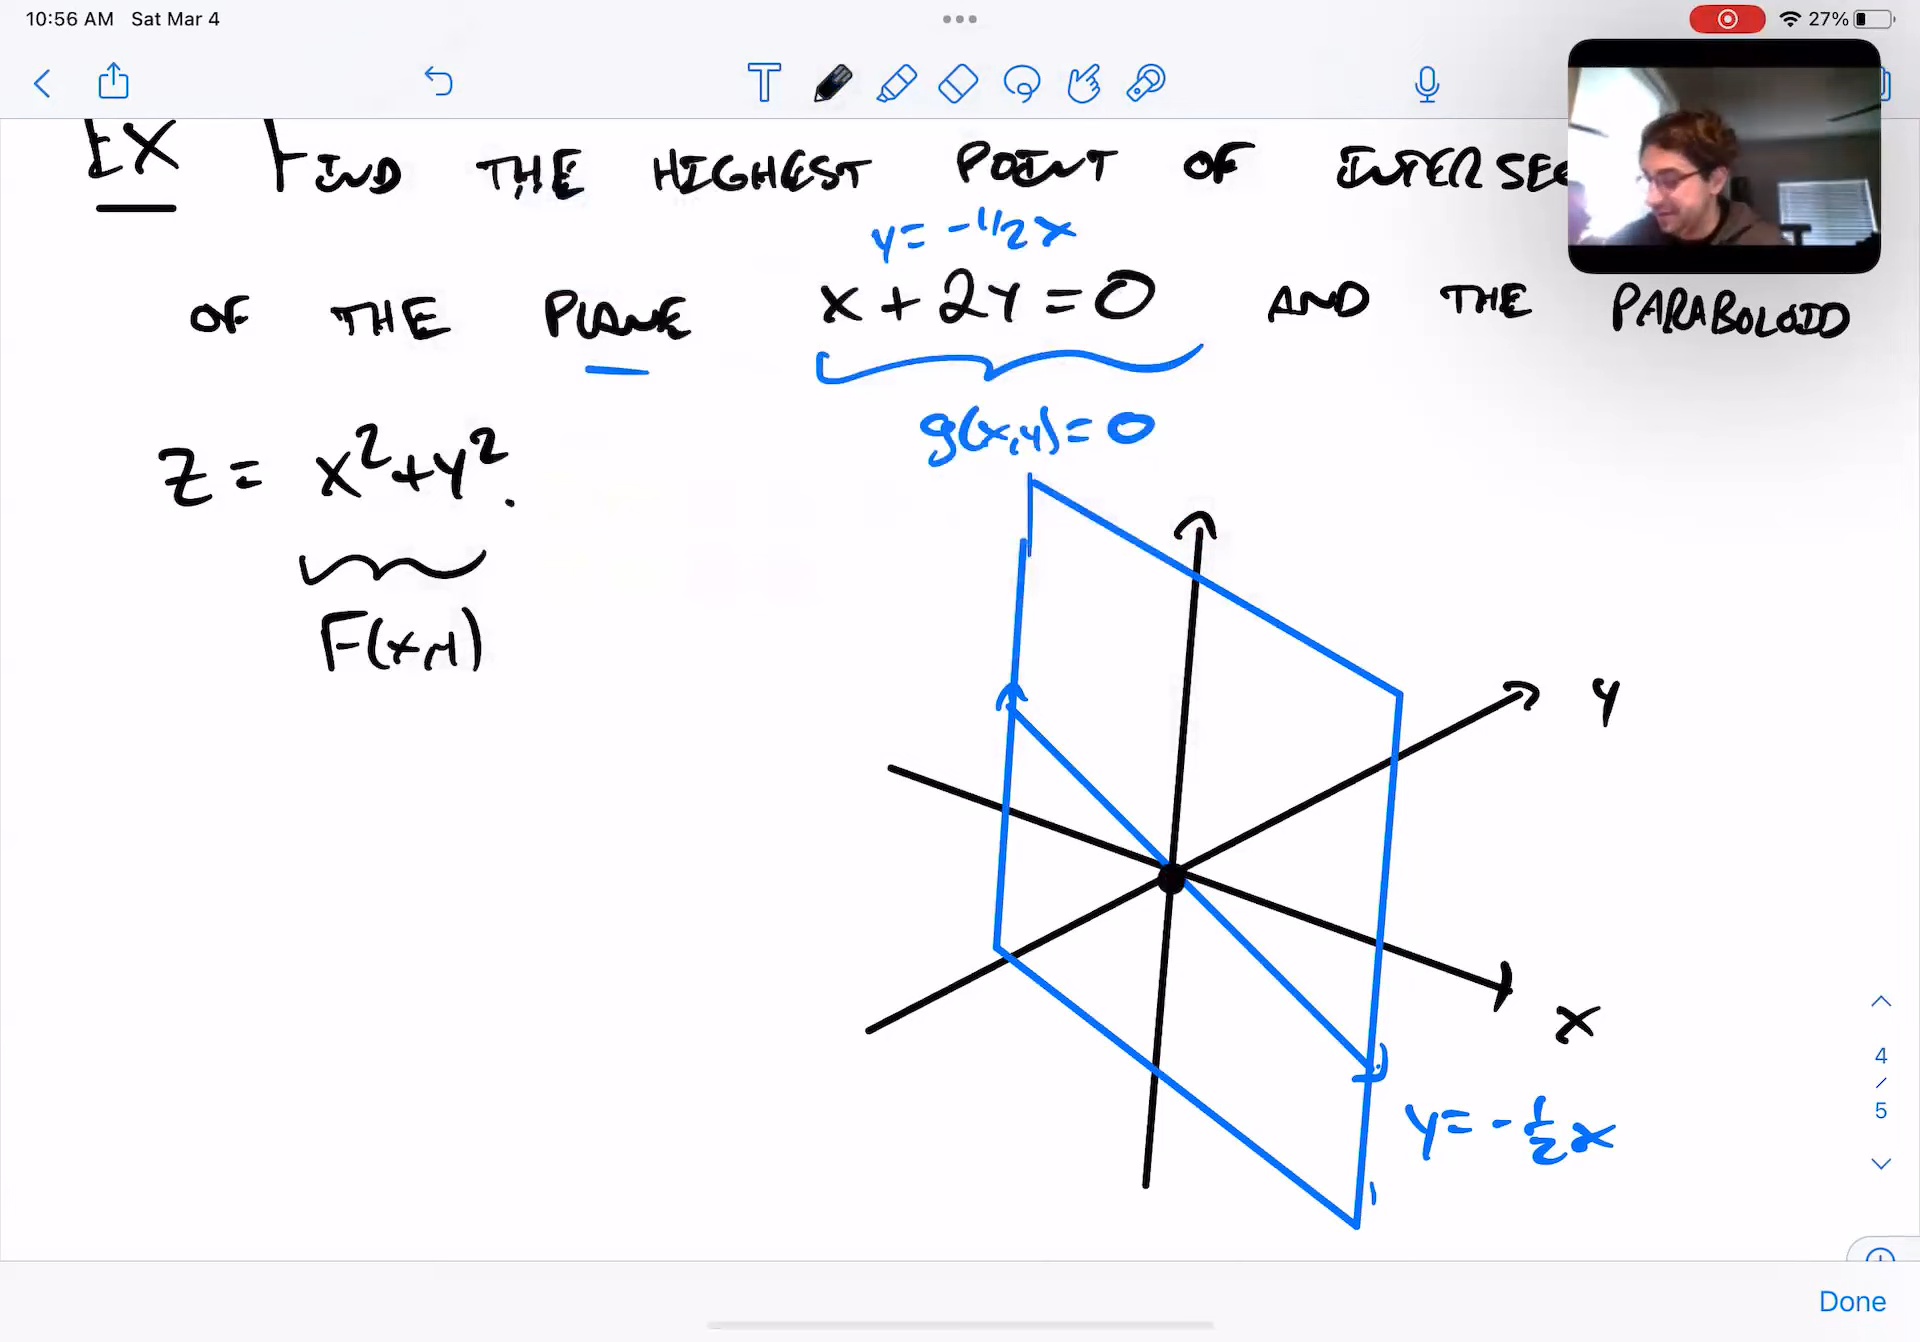 10:56 AM Sat Mar 4
27%
EX FIND THE HIGHEST POINT OF INTERSEC
y = -1/2 x
OF THE PLANE x + 2y = 0 AND THE PARABOLOID
g(x,y) = 0
z = x²+y².
F(x,y)
y
x
y = -1/2 x
4
/
5
Done